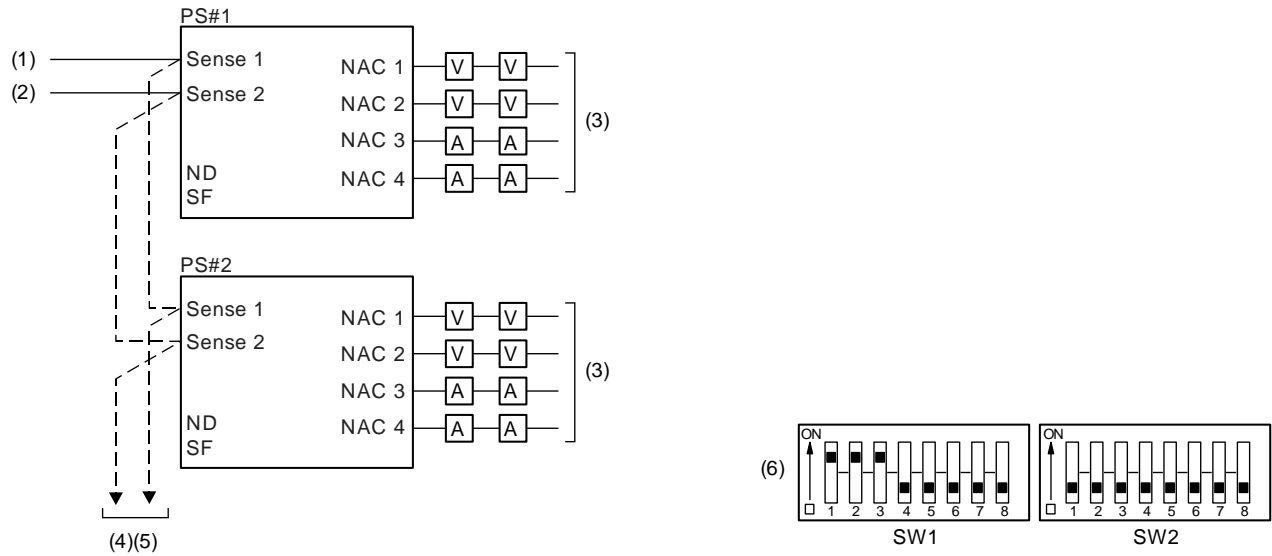 PS#1
(1)
Sense 1
NAC 1
V
V
(2)
Sense 2
NAC 2
V
V
(3)
NAC 3
A
A
ND
NAC 4
A
A
SF
PS#2
Sense 1
NAC 1
V
V
Sense 2
NAC 2
V
V
(3)
NAC 3
A
A
ND
NAC 4
A
A
SF
(4)(5)
(6)
ON
1 2 3 4 5 6 7 8
SW1
ON
1 2 3 4 5 6 7 8
SW2